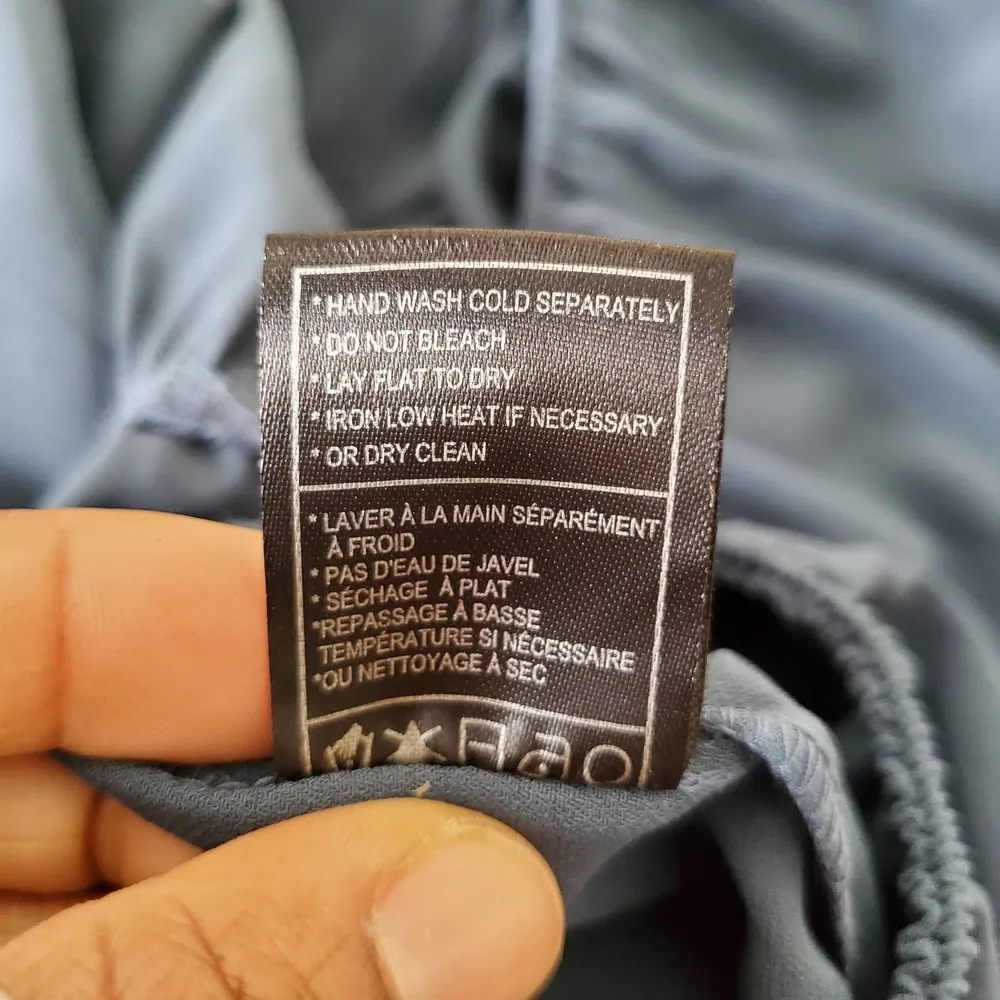 * HAND WASH COLD SEPARATELY
* DO NOT BLEACH
* LAY FLAT TO DRY
* IRON LOW HEAT IF NECESSARY
* OR DRY CLEAN
* LAVER À LA MAIN SÉPARÉMENT
À FROID
* PAS D'EAU DE JAVEL
* SÉCHAGE À PLAT
*REPASSAGE À BASSE
TEMPÉRATURE SI NÉCESSAIRE
*OU NETTOYAGE À SEC